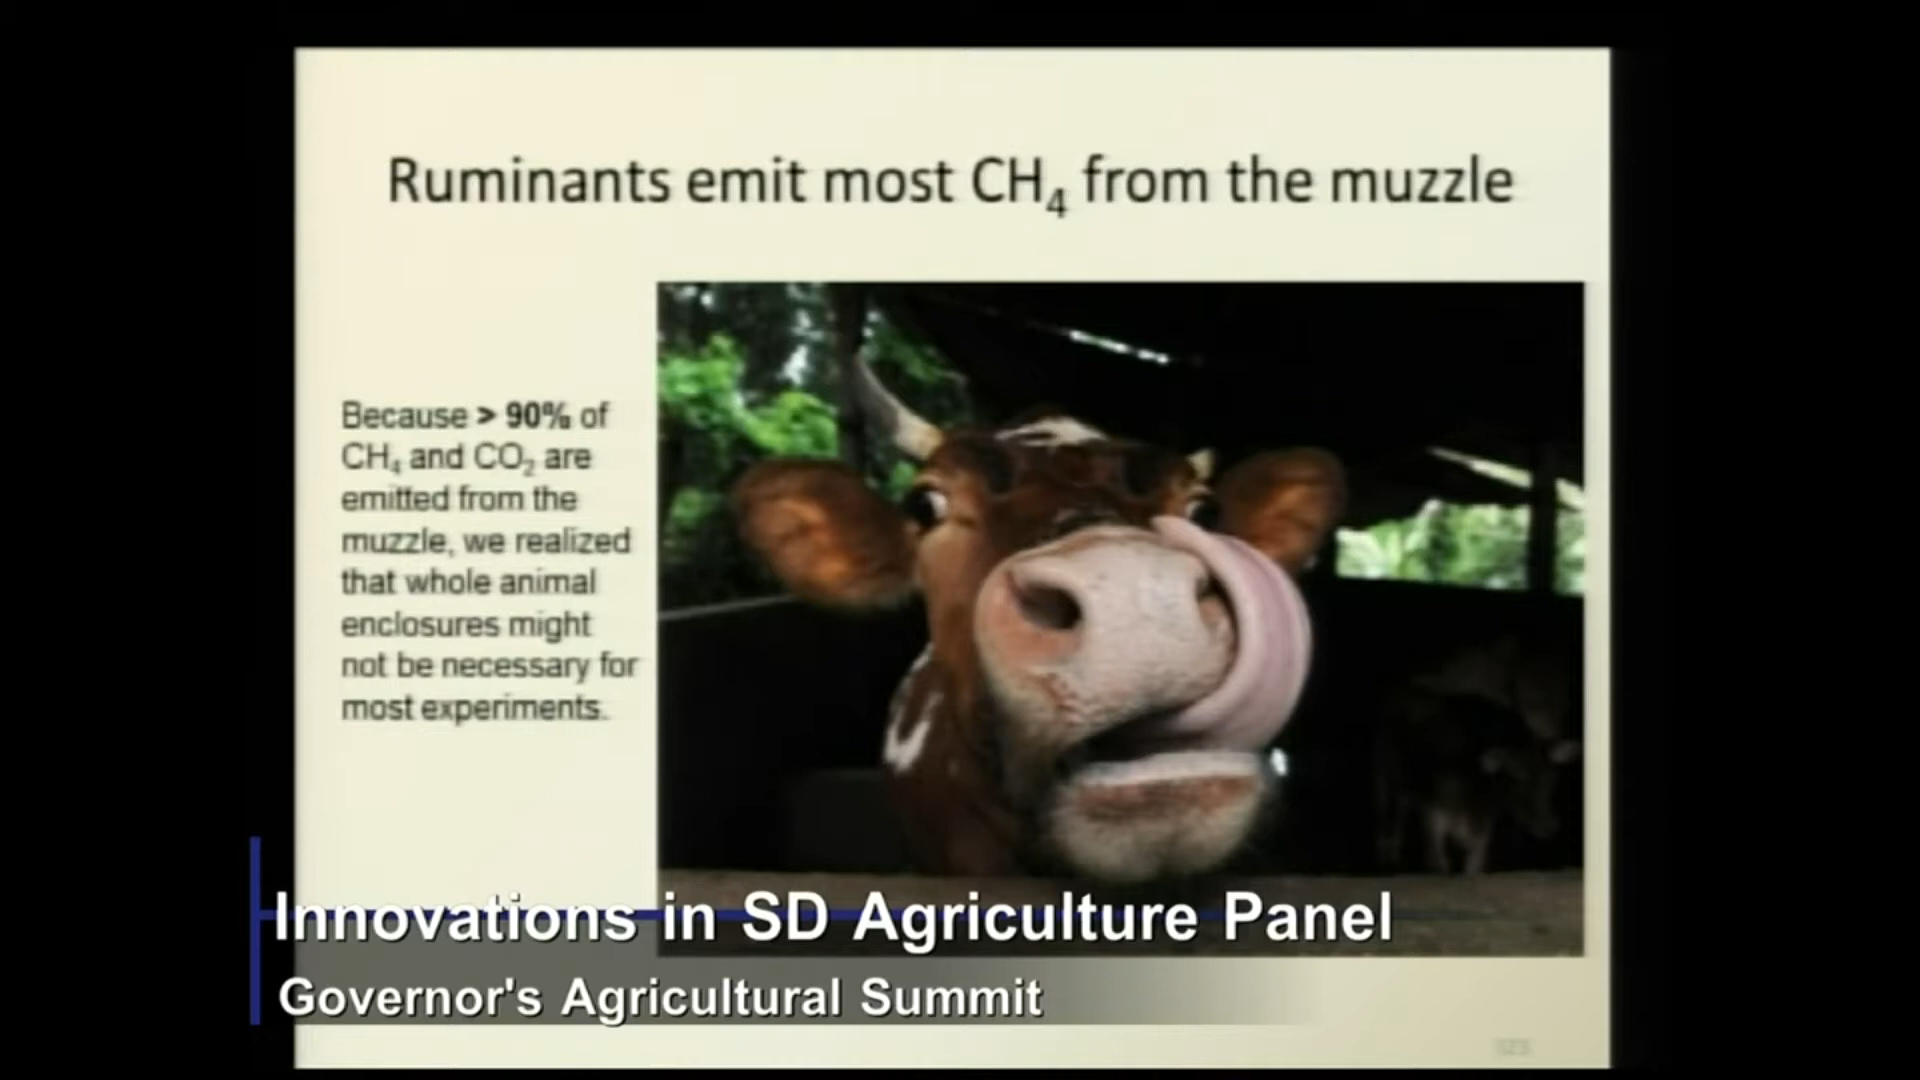 Ruminants emit most CH₄ from the muzzle
Because > 90% of
CH₄ and CO₂ are
emitted from the
muzzle, we realized
that whole animal
enclosures might
not be necessary for
most experiments.
Innovations in SD Agriculture Panel
Governor's Agricultural Summit